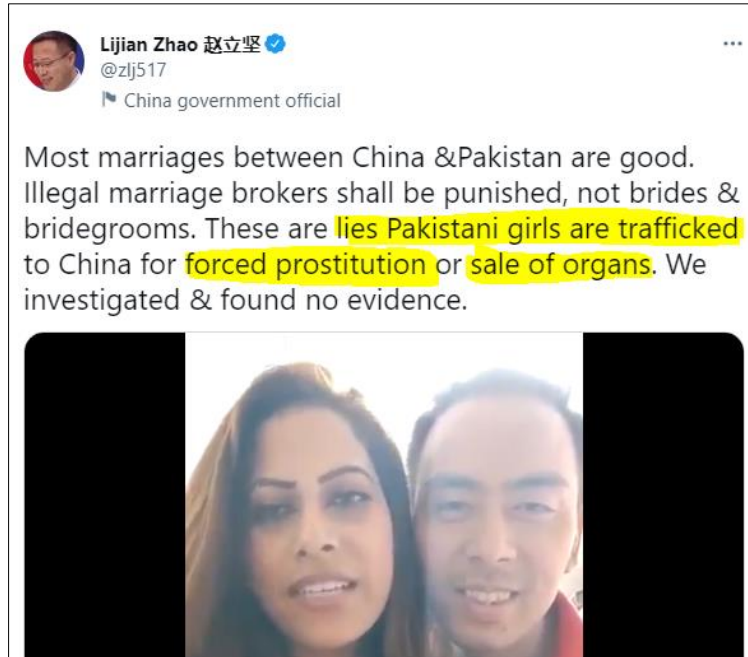 Lijian Zhao 赵立坚
@zlj517
China government official
Most marriages between China &Pakistan are good.
Illegal marriage brokers shall be punished, not brides &
bridegrooms. These are lies Pakistani girls are trafficked
to China for forced prostitution or sale of organs. We
investigated & found no evidence.